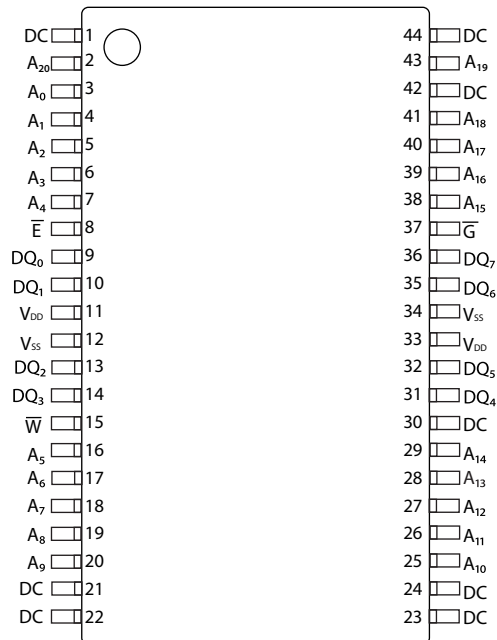 DC 1 44 DC
A₂₀ 2 43 A₁₉
A₀ 3 42 DC
A₁ 4 41 A₁₈
A₂ 5 40 A₁₇
A₃ 6 39 A₁₆
A₄ 7 38 A₁₅
E̅ 8 37 G̅
DQ₀ 9 36 DQ₇
DQ₁ 10 35 DQ₆
V_DD 11 34 V_SS
V_SS 12 33 V_DD
DQ₂ 13 32 DQ₅
DQ₃ 14 31 DQ₄
W̅ 15 30 DC
A₅ 16 29 A₁₄
A₆ 17 28 A₁₃
A₇ 18 27 A₁₂
A₈ 19 26 A₁₁
A₉ 20 25 A₁₀
DC 21 24 DC
DC 22 23 DC